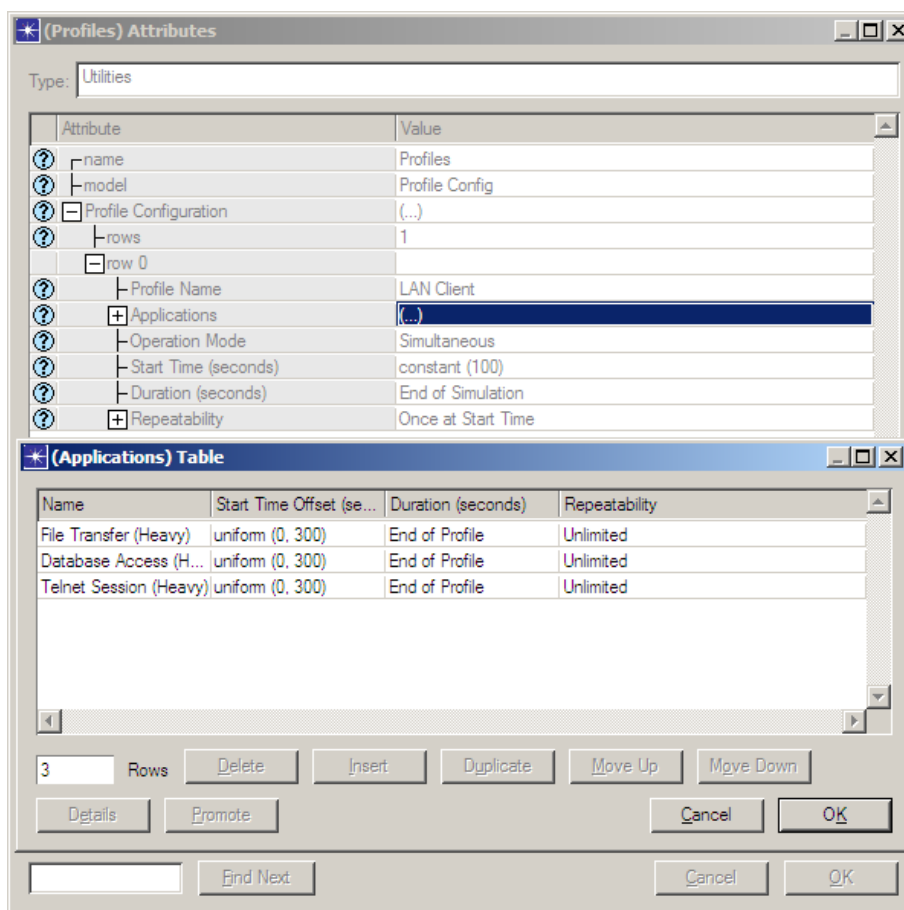 (Profiles) Attributes
Type: Utilities
Attribute Value
name Profiles
model Profile Config
Profile Configuration (...)
rows 1
row 0
Profile Name LAN Client
Applications (...)
Operation Mode Simultaneous
Start Time (seconds) constant (100)
Duration (seconds) End of Simulation
Repeatability Once at Start Time
(Applications) Table
Name Start Time Offset (se... Duration (seconds) Repeatability
File Transfer (Heavy) uniform (0, 300) End of Profile Unlimited
Database Access (H... uniform (0, 300) End of Profile Unlimited
Telnet Session (Heavy) uniform (0, 300) End of Profile Unlimited
3 Rows Delete Insert Duplicate Move Up Move Down
Details Promote Cancel OK
Find Next Cancel OK